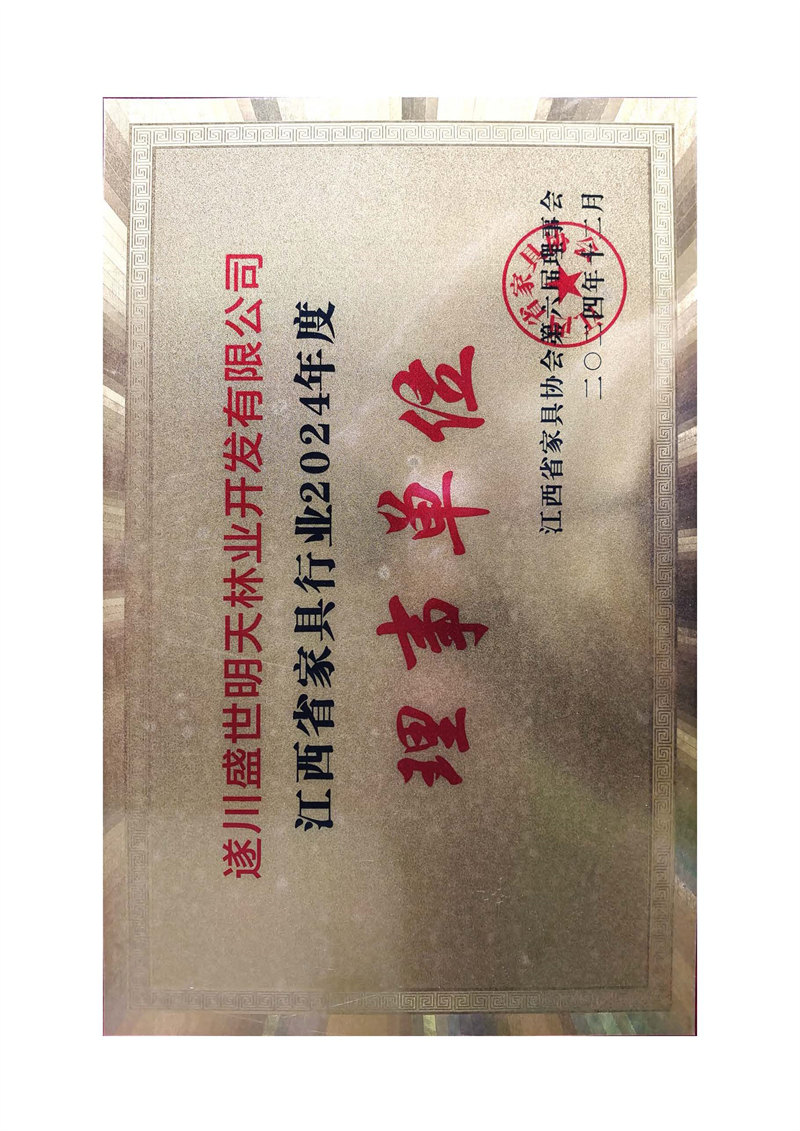 遂川盛世明天林业开发有限公司
江西省家具行业2024年度
理事单位
江西省家具协会第六届理事会
二〇二四年十二月